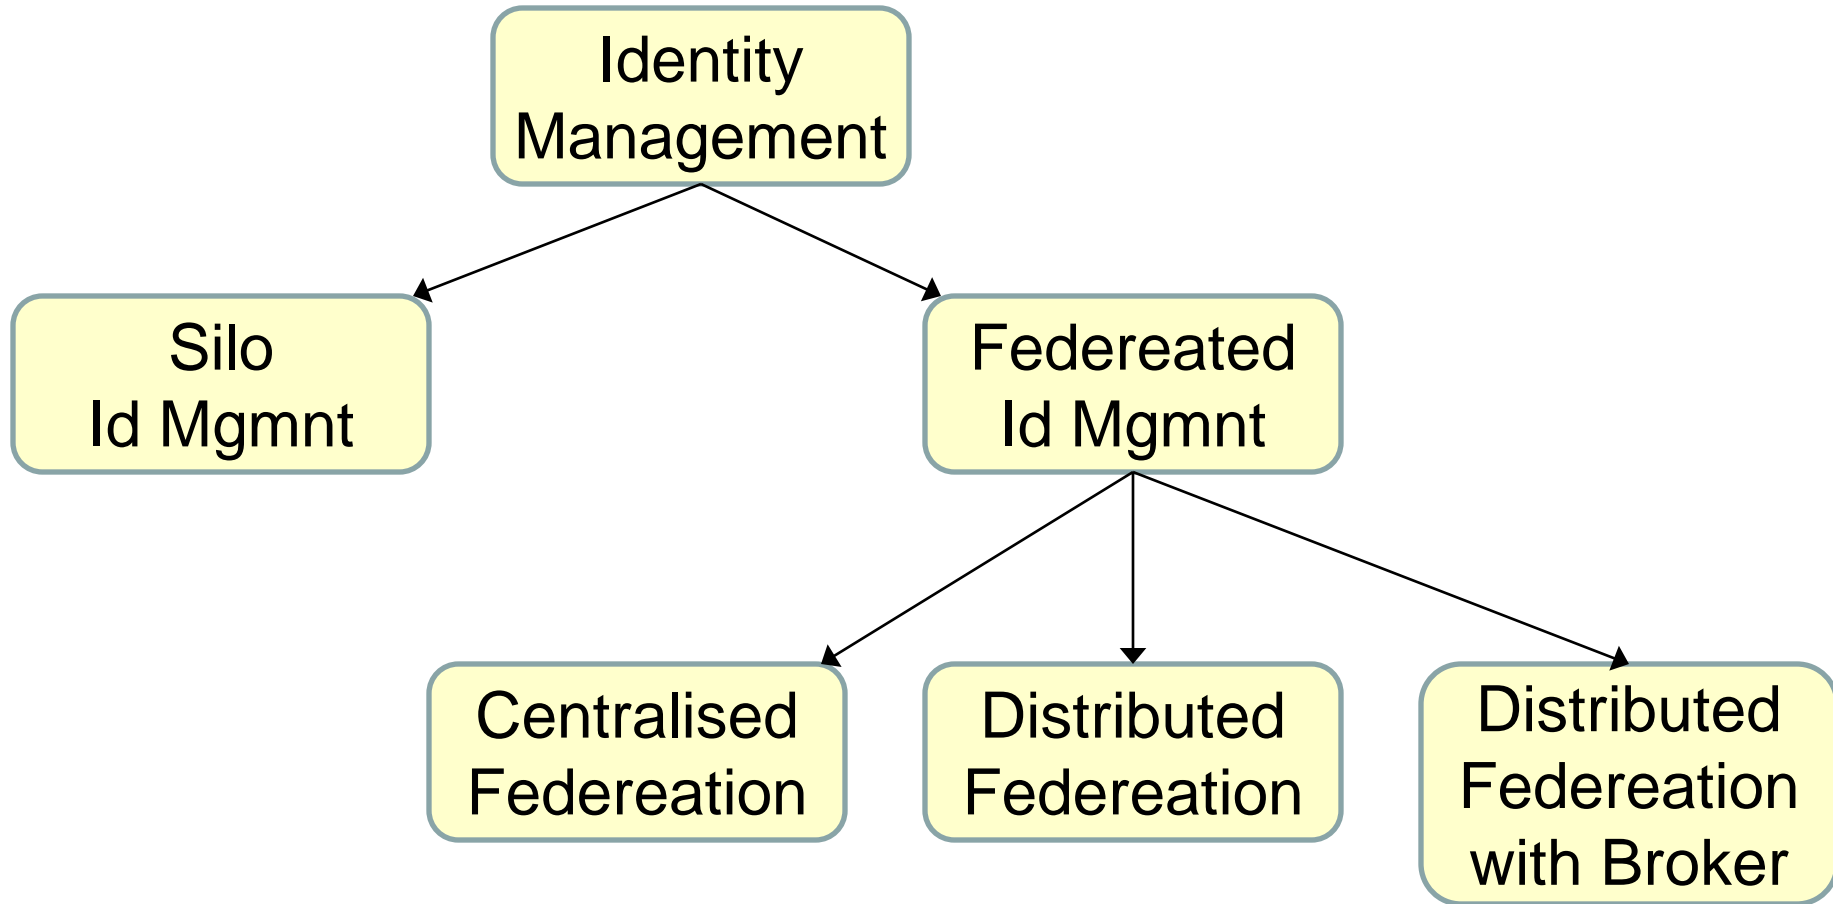 Identity
Management
Silo
Id Mgmnt
Federeated
Id Mgmnt
Centralised
Federeation
Distributed
Federeation
Distributed
Federeation
with Broker